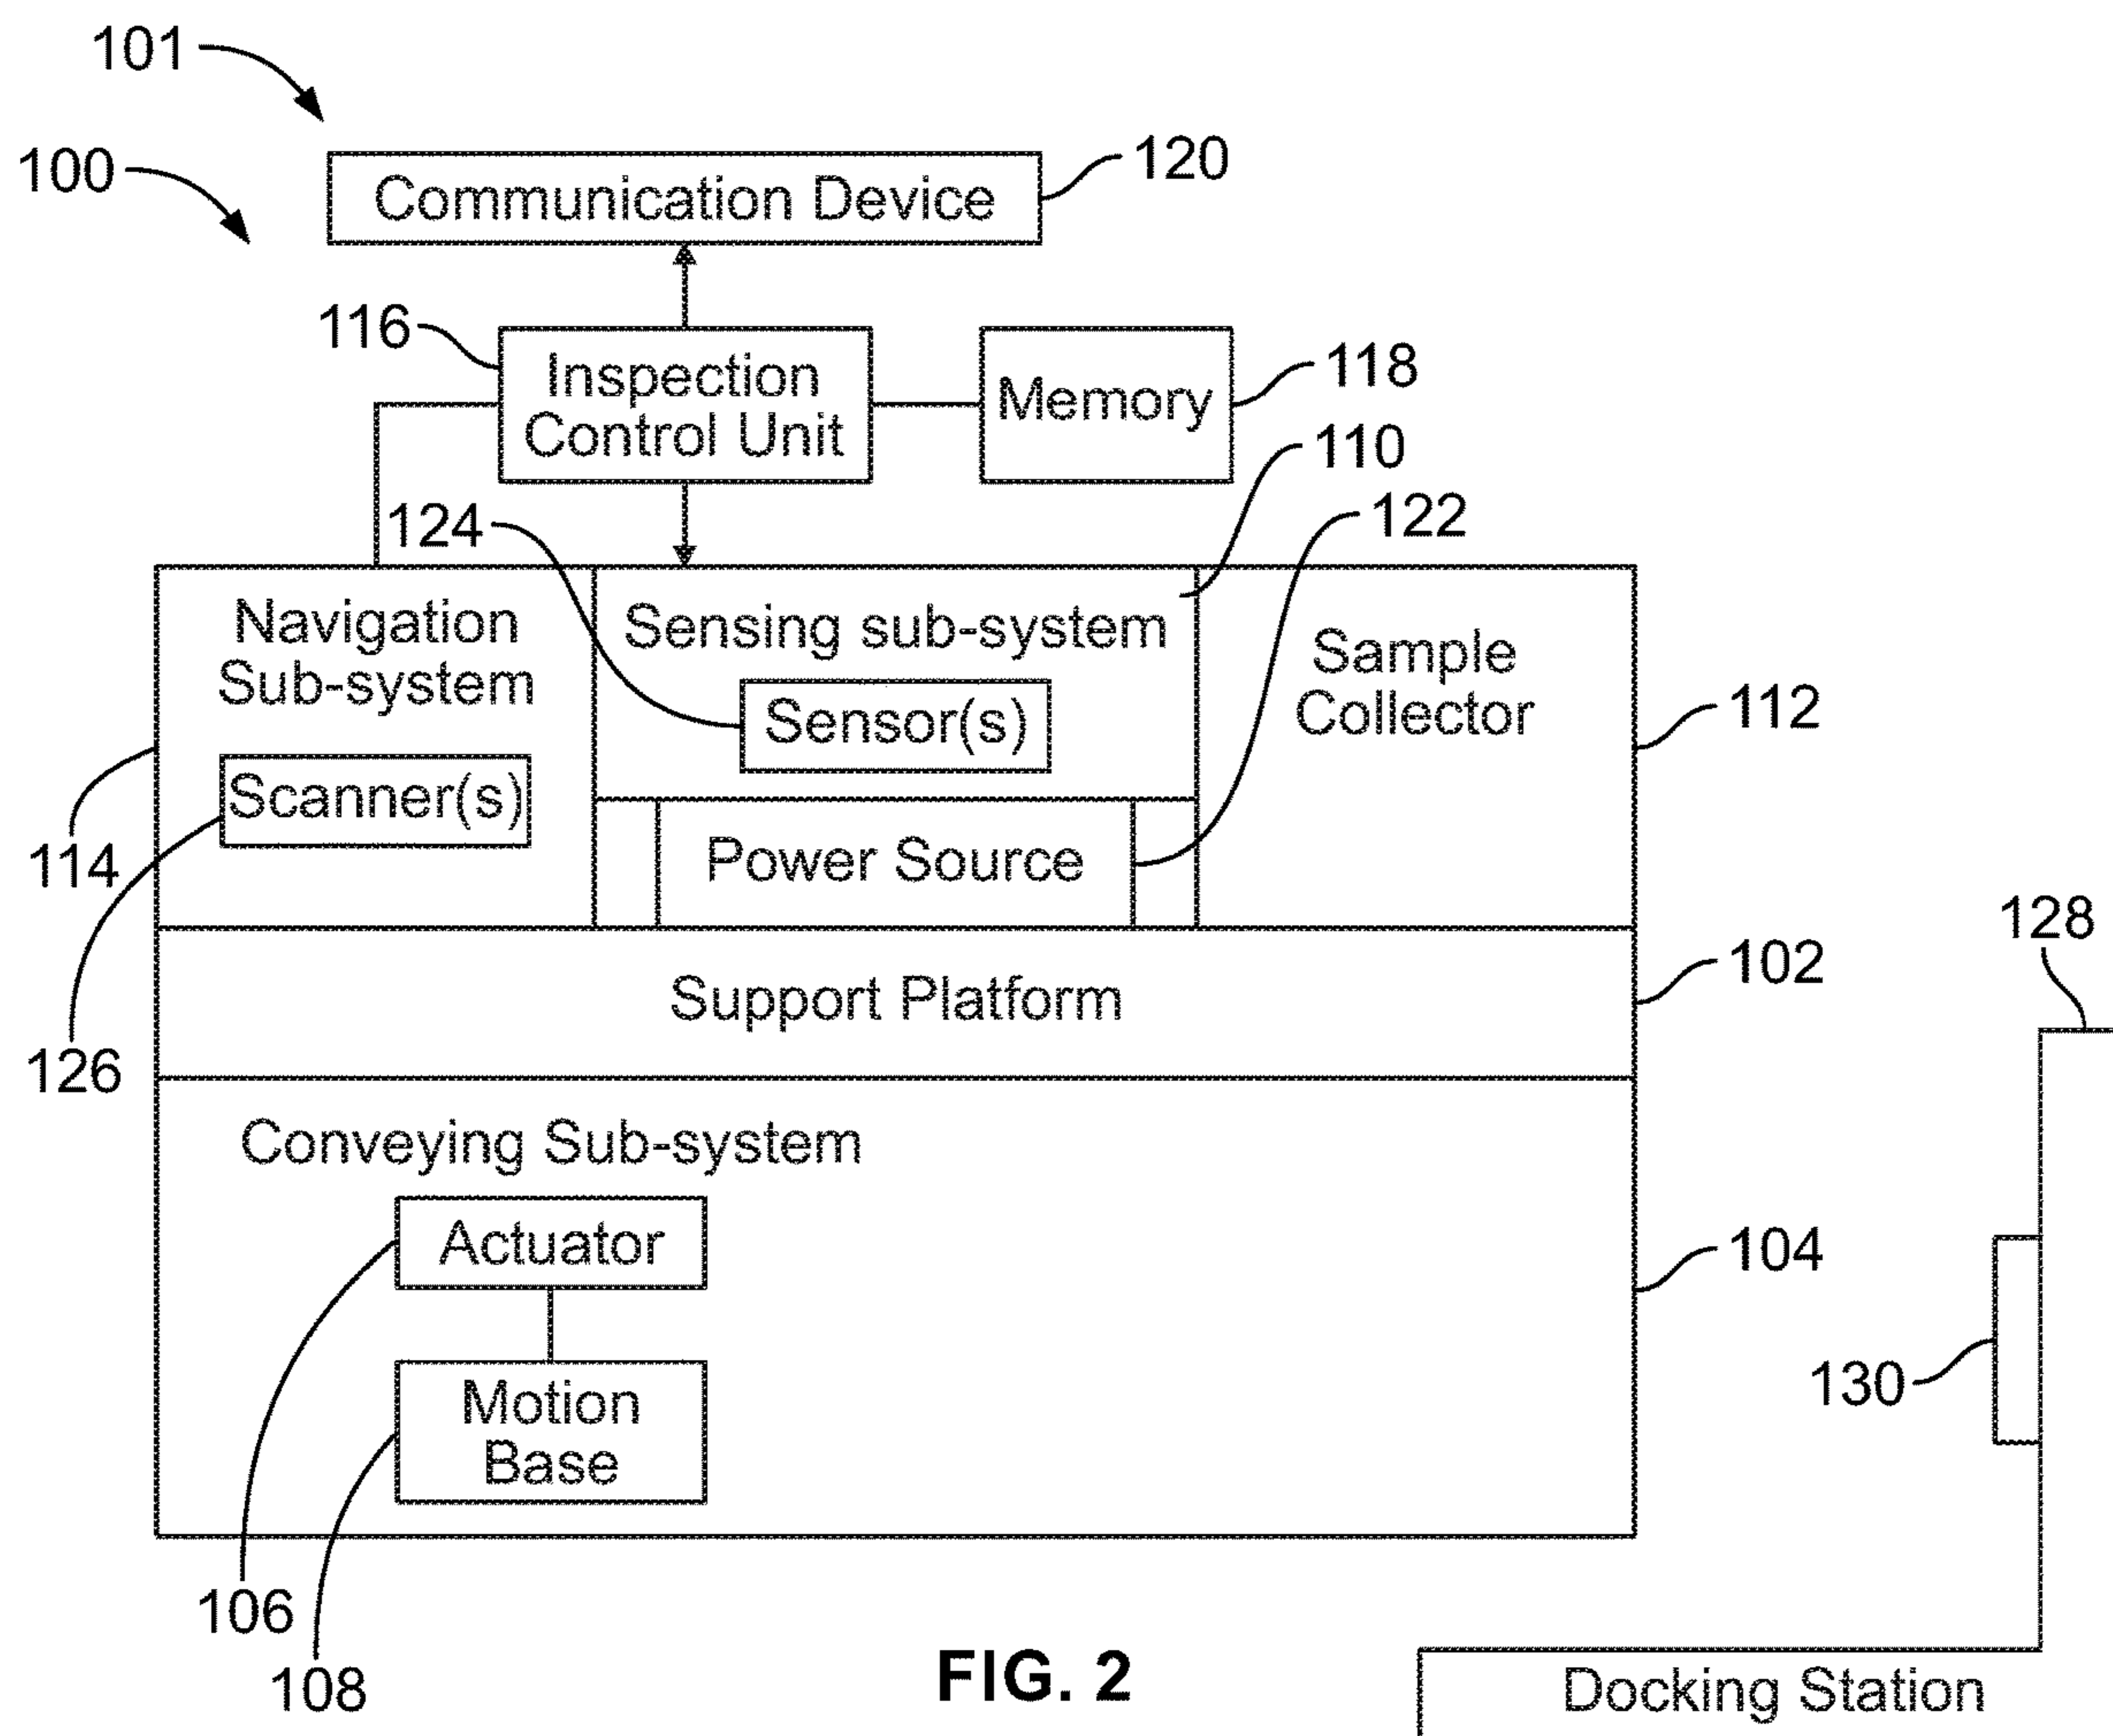 101
100
Communication Device
120
116
Inspection
Control Unit
Memory
118
110
124
122
Navigation
Sub-system
Sensing sub-system
Sample
Collector
Sensor(s)
112
Scanner(s)
114
Power Source
128
102
Support Platform
126
Conveying Sub-system
Actuator
104
130
Motion
Base
106
108
FIG. 2
Docking Station